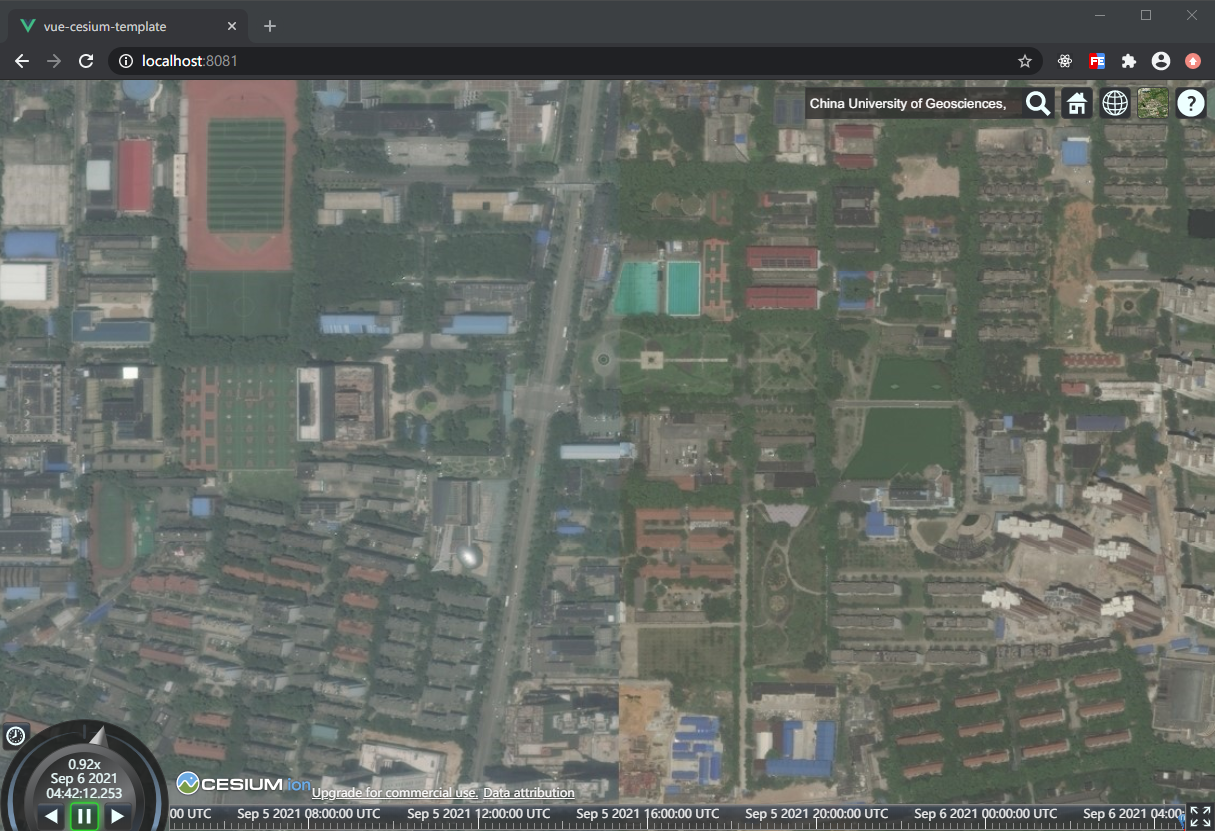 vue-cesium-template
localhost:8081
FE
China University of Geosciences,
?
0.92x
Sep 6 2021
04:42:12.253
CESIUM ion
Upgrade for commercial use. Data attribution
00 UTC Sep 5 2021 08:00:00 UTC Sep 5 2021 12:00:00 UTC Sep 5 2021 16:00:00 UTC Sep 5 2021 20:00:00 UTC Sep 6 2021 00:00:00 UTC Sep 6 2021 04:00